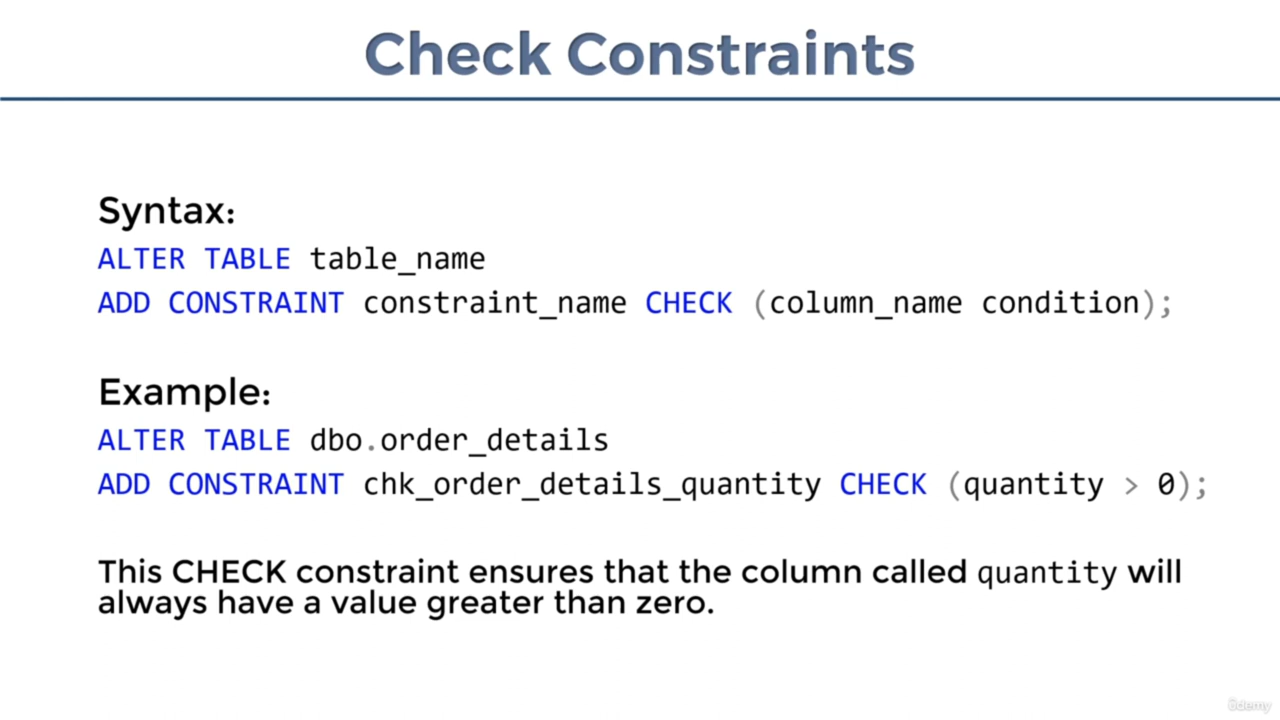 Check Constraints
Syntax:
ALTER TABLE table_name
ADD CONSTRAINT constraint_name CHECK (column_name condition);
Example:
ALTER TABLE dbo.order_details
ADD CONSTRAINT chk_order_details_quantity CHECK (quantity > 0);
This CHECK constraint ensures that the column called quantity will
always have a value greater than zero.
ûdemy